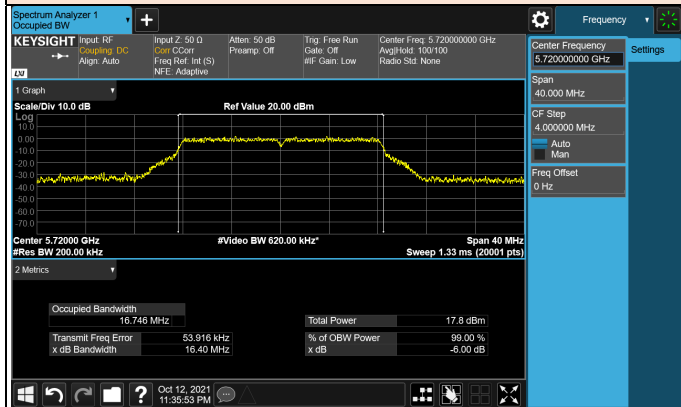 Spectrum Analyzer 1
Occupied BW
Frequency
KEYSIGHT
Input: RF
Coupling: DC
Align: Auto
Input Z: 50 Ω
Corr CCorr
Freq Ref: Int (S)
NFE: Adaptive
Atten: 50 dB
Preamp: Off
Trig: Free Run
Gate: Off
#IF Gain: Low
Center Freq: 5.720000000 GHz
Avg|Hold: 100/100
Radio Std: None
LXI
Center Frequency
5.720000000 GHz
Settings
Span
40.000 MHz
CF Step
4.000000 MHz
Auto
Man
Freq Offset
0 Hz
1 Graph
Scale/Div 10.0 dB
Ref Value 20.00 dBm
Log
10.0
0.00
-10.0
-20.0
-30.0
-40.0
-50.0
-60.0
-70.0
Center 5.72000 GHz
#Video BW 620.00 kHz*
Span 40 MHz
#Res BW 200.00 kHz
Sweep 1.33 ms (20001 pts)
2 Metrics
Occupied Bandwidth
16.746 MHz
Total Power 17.8 dBm
Transmit Freq Error 53.916 kHz
% of OBW Power 99.00 %
x dB Bandwidth 16.40 MHz
x dB -6.00 dB
?
Oct 12, 2021
11:35:53 PM